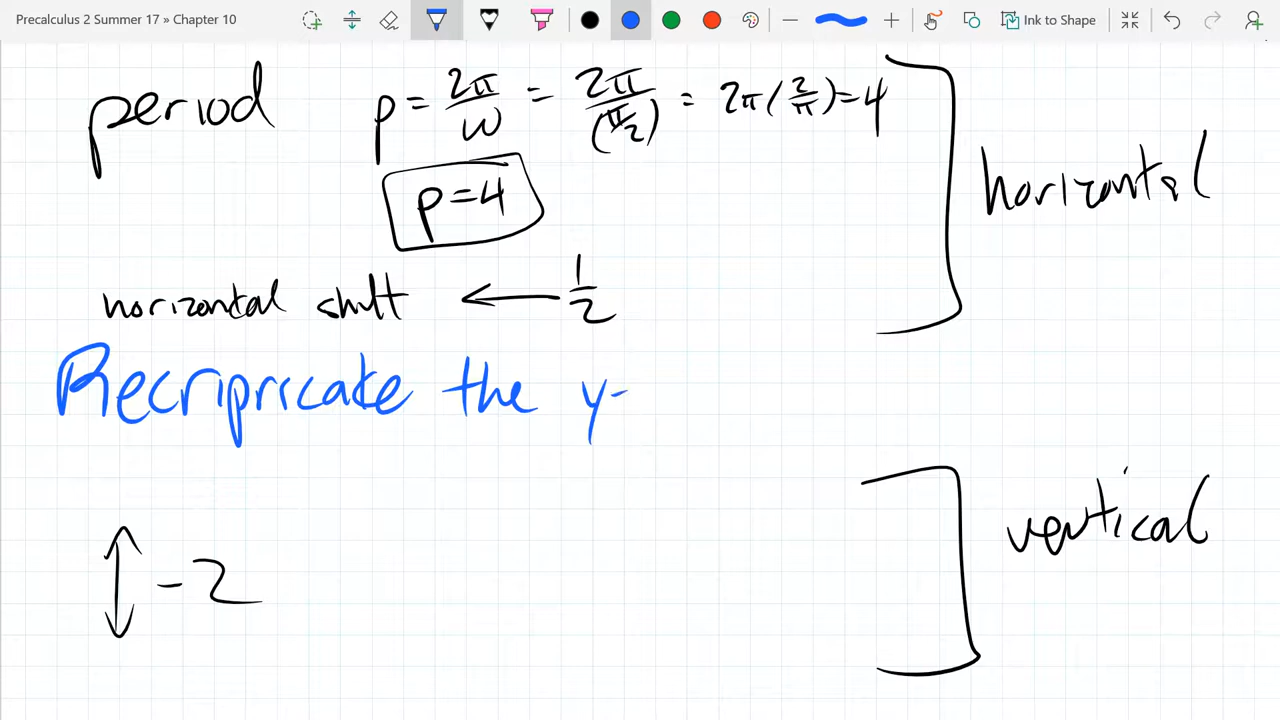 Precalculus 2 Summer 17 » Chapter 10
Ink to Shape
period p = 2π/ω = 2π/(π/2) = 2π(2/π) = 4
p = 4
horizontal
horizontal shift ← 1/2
Recripricate the y-
vertical
↕ -2